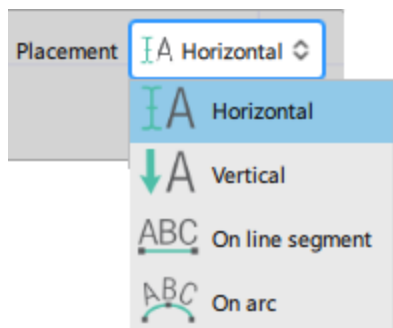 Placement A Horizontal
A Horizontal
A Vertical
ABC On line segment
ABC On arc